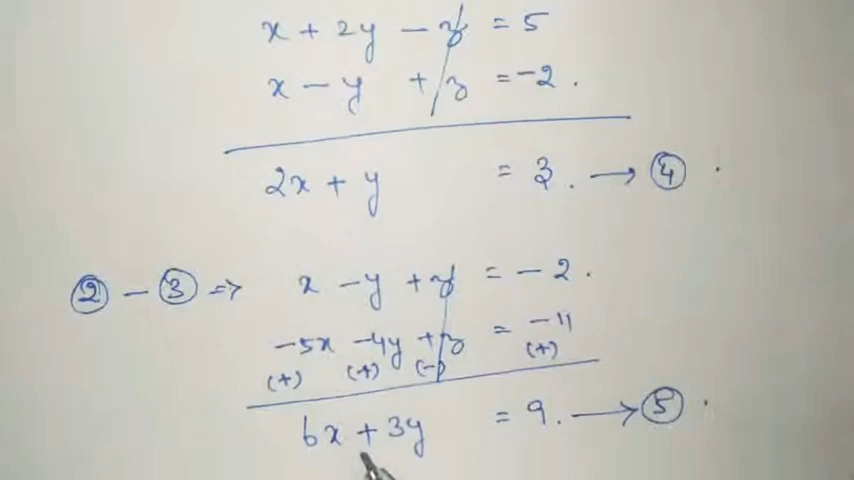 x + 2y - z = 5
x - y + z = -2 .
2x + y = 3 . → ④ .
② - ③ => x - y + z = -2 .
-5x -4y + z = -11
(+) (+) (-) (+)
6x + 3y = 9 . → ⑤ .